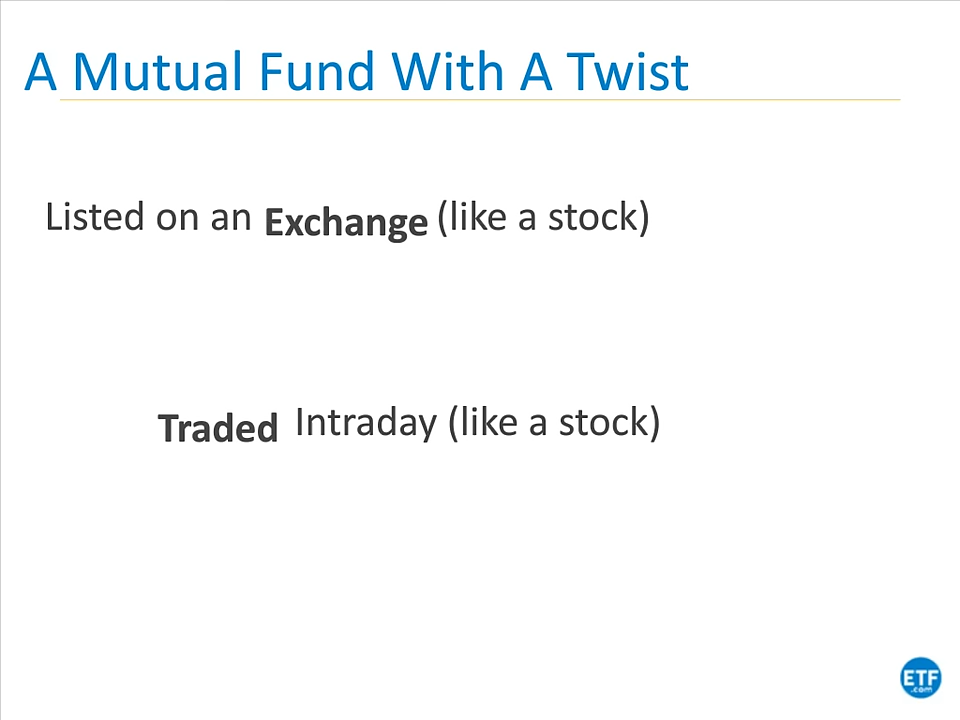 A Mutual Fund With A Twist
Listed on an Exchange (like a stock)
Traded Intraday (like a stock)
ETF
.com